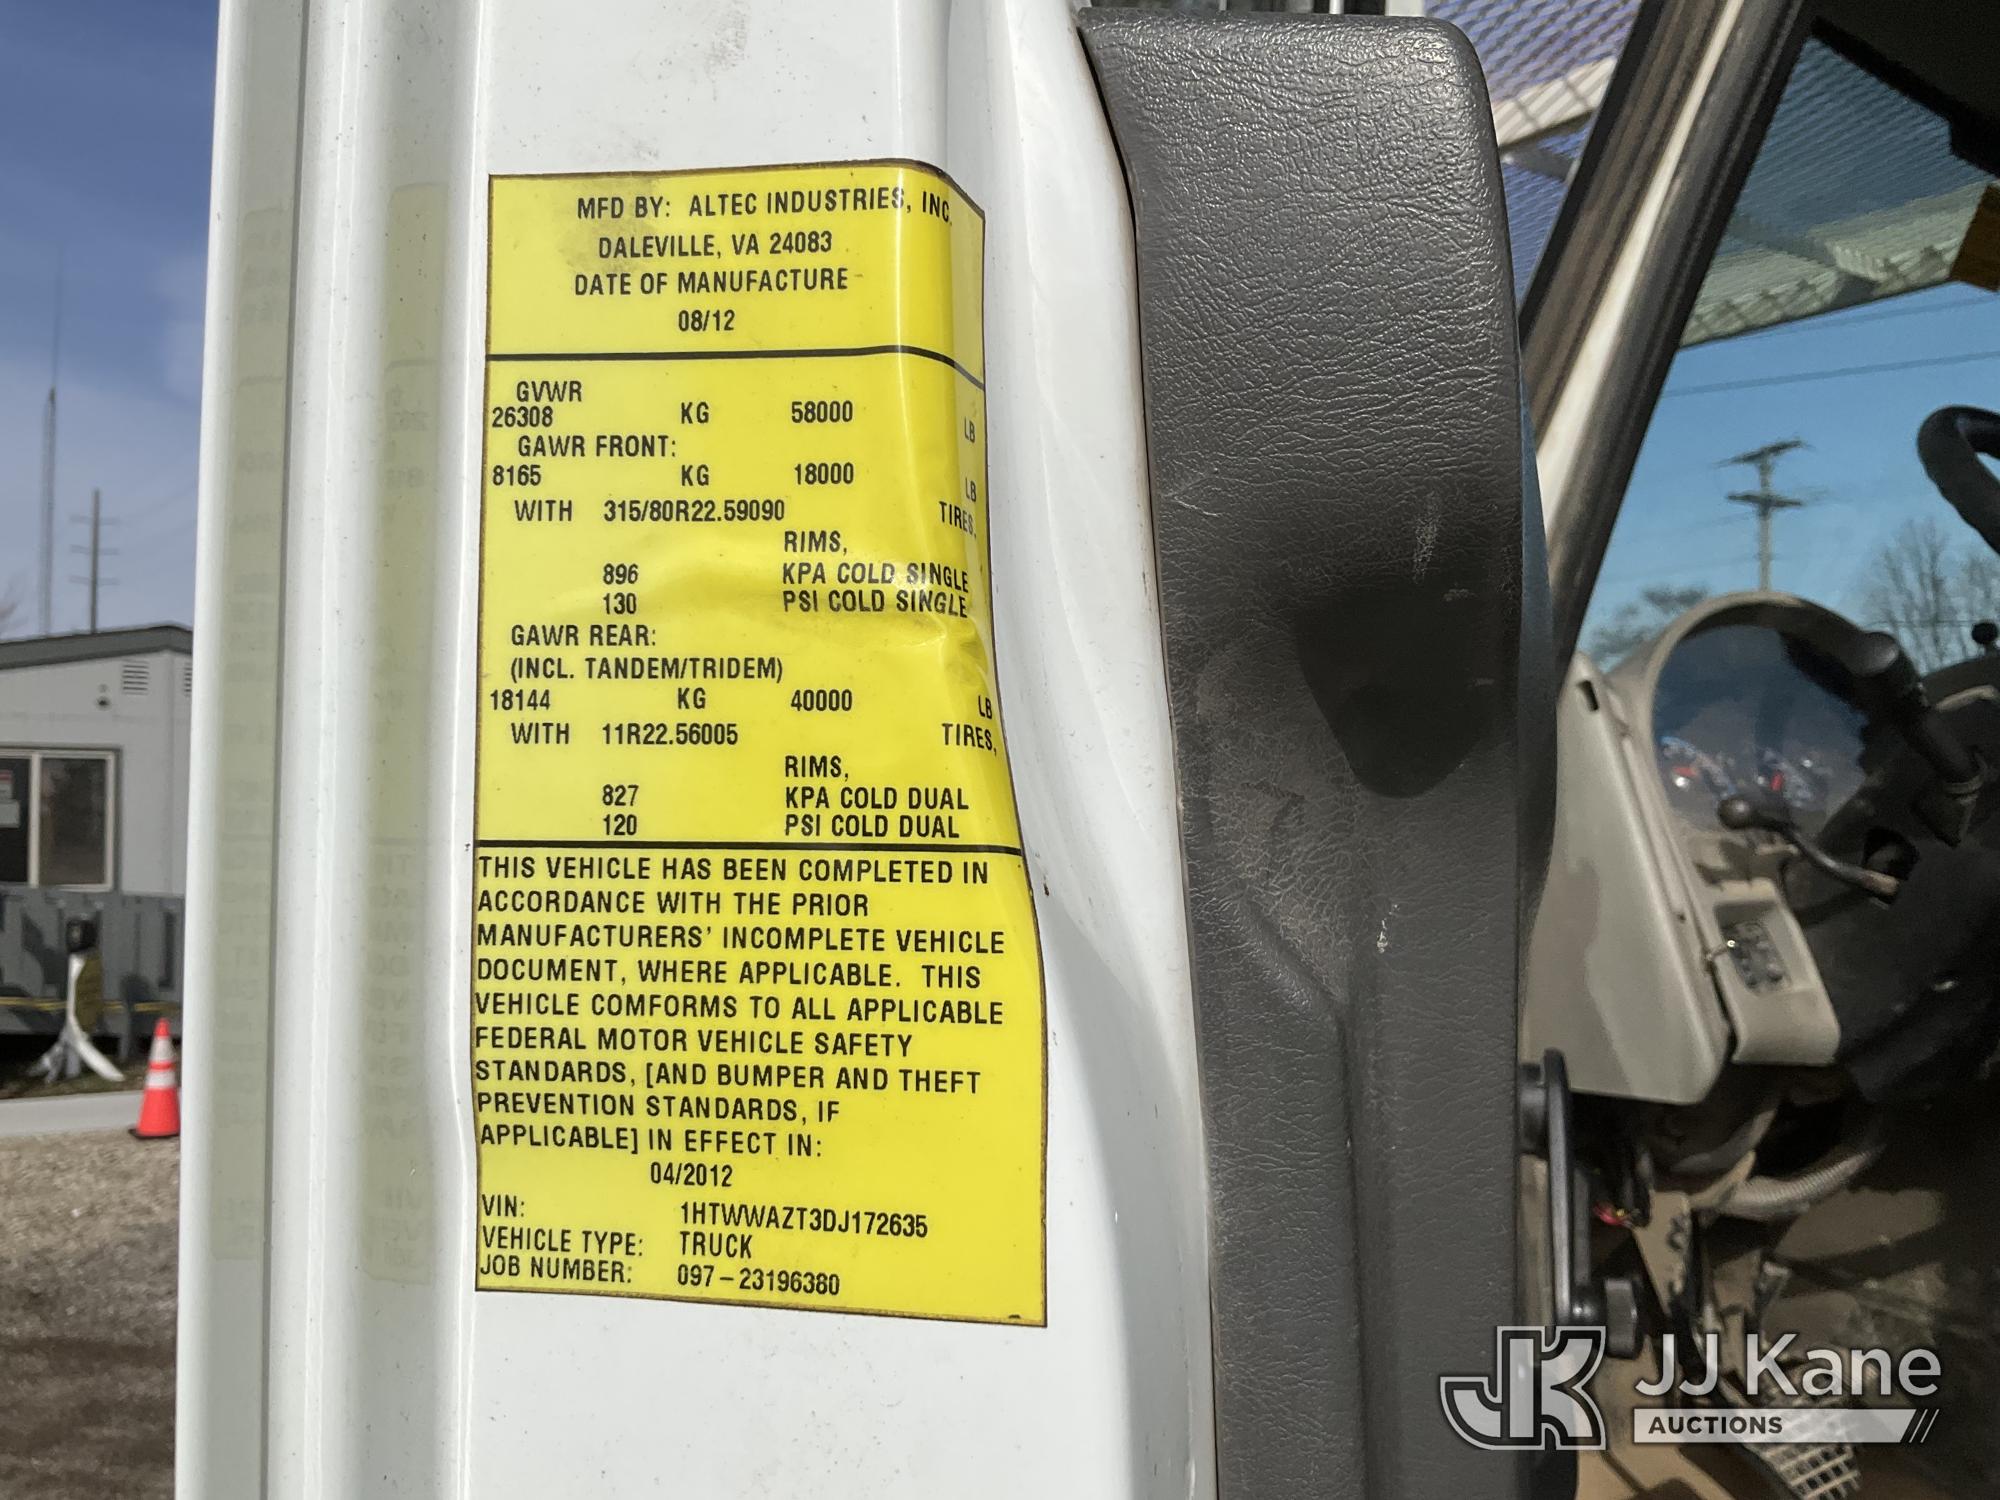 MFD BY: ALTEC INDUSTRIES, INC.
DALEVILLE, VA 24083
DATE OF MANUFACTURE
08/12
GVWR
26308 KG 58000 LB
GAWR FRONT:
8165 KG 18000 LB
WITH 315/80R22.59090 TIRES,
RIMS,
896 KPA COLD SINGLE
130 PSI COLD SINGLE
GAWR REAR:
(INCL. TANDEM/TRIDEM)
18144 KG 40000 LB
WITH 11R22.56005 TIRES,
RIMS,
827 KPA COLD DUAL
120 PSI COLD DUAL
THIS VEHICLE HAS BEEN COMPLETED IN
ACCORDANCE WITH THE PRIOR
MANUFACTURERS' INCOMPLETE VEHICLE
DOCUMENT, WHERE APPLICABLE. THIS
VEHICLE COMFORMS TO ALL APPLICABLE
FEDERAL MOTOR VEHICLE SAFETY
STANDARDS, [AND BUMPER AND THEFT
PREVENTION STANDARDS, IF
APPLICABLE] IN EFFECT IN:
04/2012
VIN: 1HTWWAZT3DJ172635
VEHICLE TYPE: TRUCK
JOB NUMBER: 097-23196380
JK JJ Kane
AUCTIONS